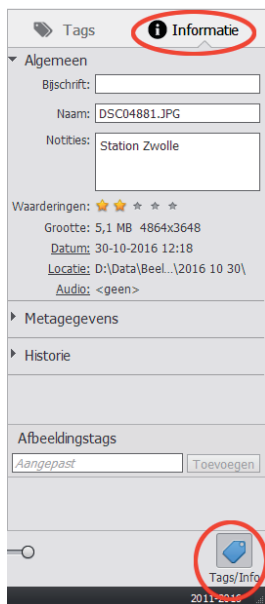 Tags Informatie
Algemeen
Bijschrift:
Naam: DSC04881.JPG
Notities: Station Zwolle
Waarderingen:
Grootte: 5,1 MB 4864x3648
Datum: 30-10-2016 12:18
Locatie: D:\Data\Beel...\2016 10 30\
Audio: <geen>
Metagegevens
Historie
Afbeeldingstags
Aangepast Toevoegen
Tags/Info
2011-2016